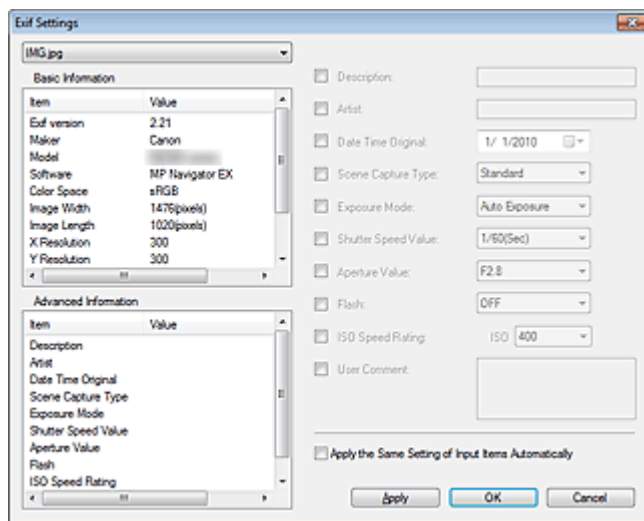 Exif Settings
IMG.jpg
Basic Information
Item Value
Exif version 2.21
Maker Canon
Model
Software MP Navigator EX
Color Space sRGB
Image Width 1476(pixels)
Image Length 1020(pixels)
X Resolution 300
Y Resolution 300
Advanced Information
Item Value
Description
Artist
Date Time Original
Scene Capture Type
Exposure Mode
Shutter Speed Value
Aperture Value
Flash
ISO Speed Rating
Description:
Artist:
Date Time Original: 1/ 1/2010
Scene Capture Type: Standard
Exposure Mode: Auto Exposure
Shutter Speed Value: 1/60(Sec)
Aperture Value: F2.8
Flash: OFF
ISO Speed Rating: ISO 400
User Comment:
Apply the Same Setting of Input Items Automatically
Apply OK Cancel